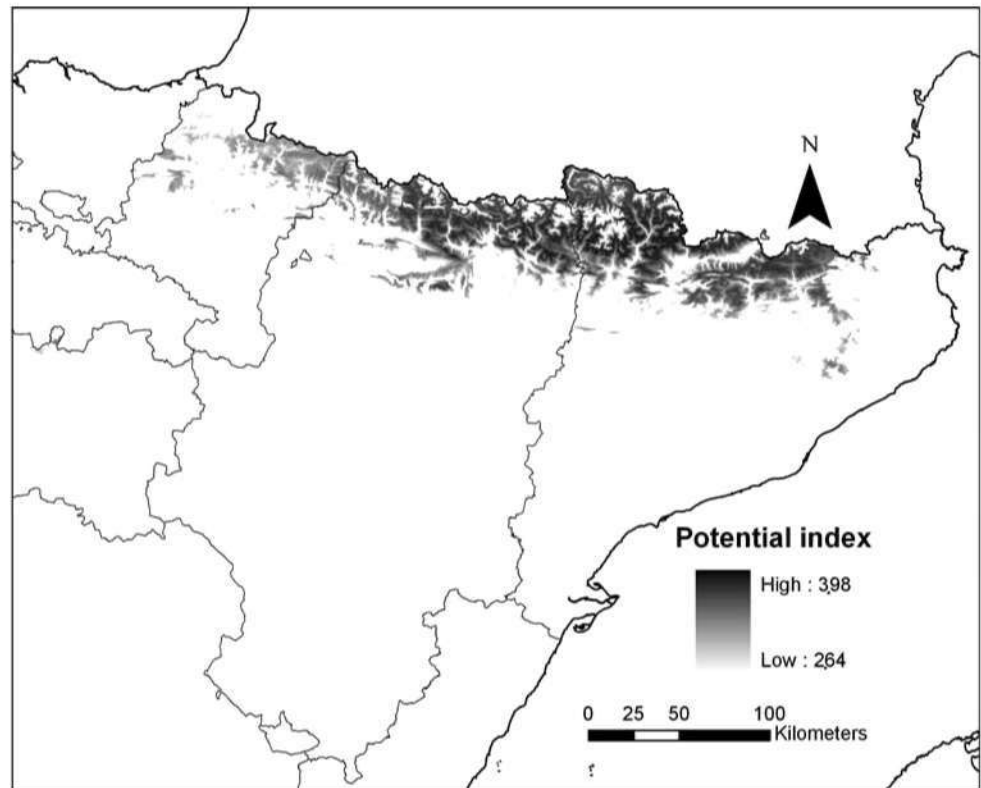 N
Potential index
High : 3,98
Low : 2,64
0 25 50 100
Kilometers